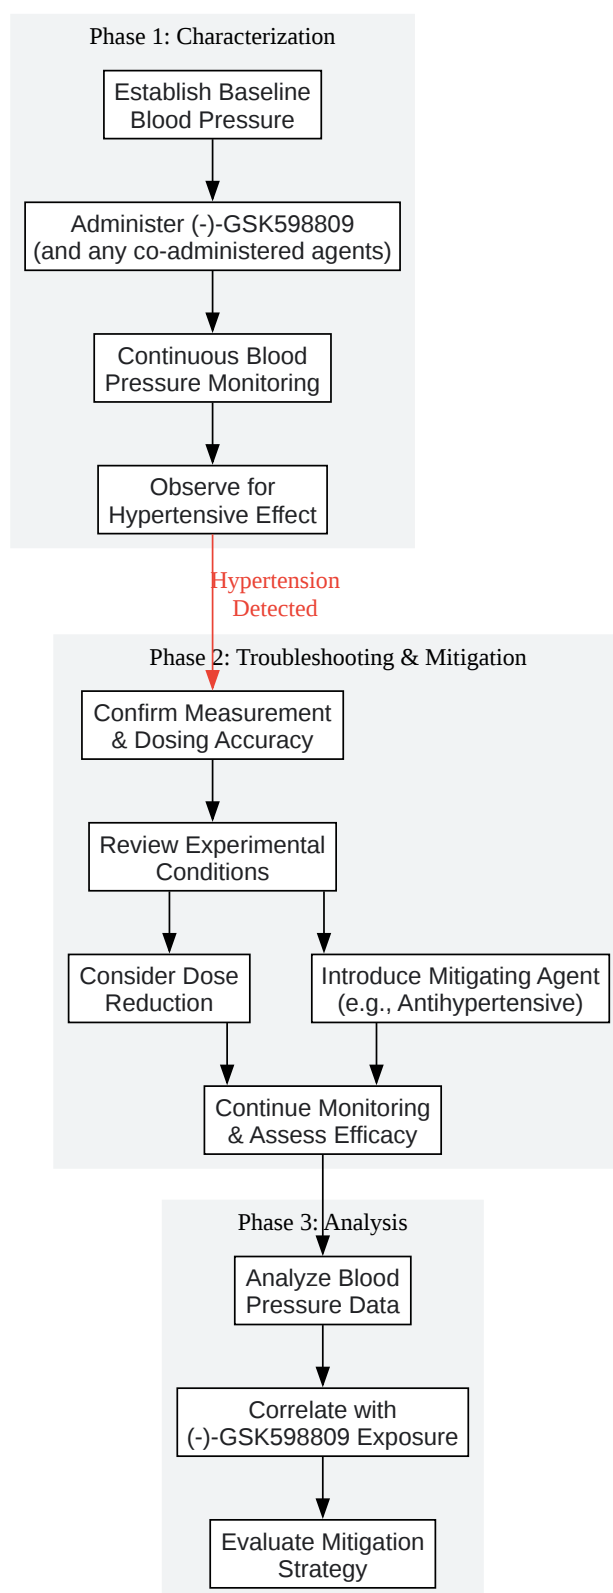 Phase 1: Characterization
Establish Baseline
Blood Pressure
Administer (-)-GSK598809
(and any co-administered agents)
Continuous Blood
Pressure Monitoring
Observe for
Hypertensive Effect
Hypertension
Detected
Phase 2: Troubleshooting & Mitigation
Confirm Measurement
& Dosing Accuracy
Review Experimental
Conditions
Consider Dose
Reduction
Introduce Mitigating Agent
(e.g., Antihypertensive)
Continue Monitoring
& Assess Efficacy
Phase 3: Analysis
Analyze Blood
Pressure Data
Correlate with
(-)-GSK598809 Exposure
Evaluate Mitigation
Strategy